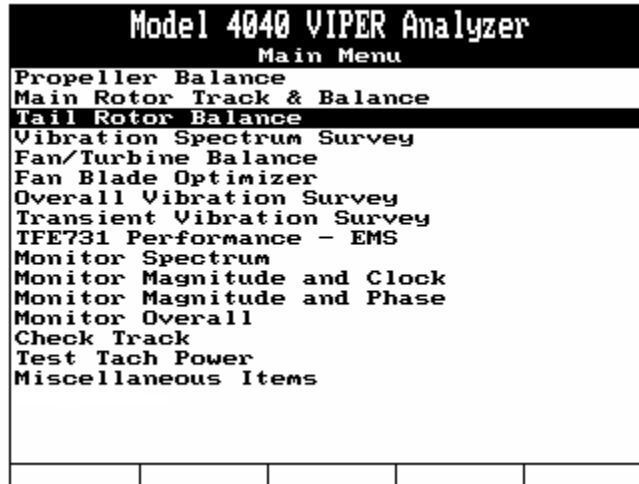 Model 4040 VIPER Analyzer
Main Menu
Propeller Balance
Main Rotor Track & Balance
Tail Rotor Balance
Vibration Spectrum Survey
Fan/Turbine Balance
Fan Blade Optimizer
Overall Vibration Survey
Transient Vibration Survey
TFE731 Performance - EMS
Monitor Spectrum
Monitor Magnitude and Clock
Monitor Magnitude and Phase
Monitor Overall
Check Track
Test Tach Power
Miscellaneous Items